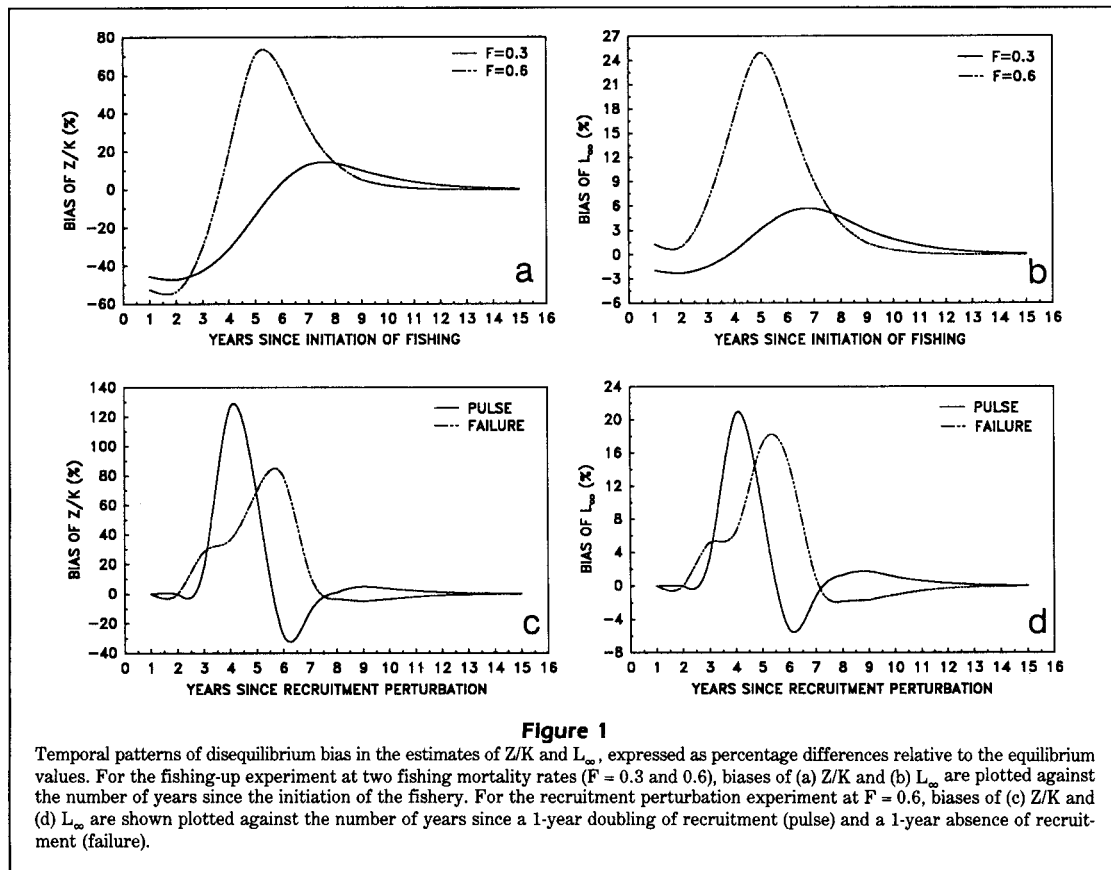 80
60
40
20
0
−20
−40
−60
BIAS OF Z/K (%)
F=0.3
F=0.6
a
0 1 2 3 4 5 6 7 8 9 10 11 12 13 14 15 16
YEARS SINCE INITIATION OF FISHING
27
24
21
18
15
12
9
6
3
0
−3
−6
BIAS OF L∞ (%)
F=0.3
F=0.6
b
0 1 2 3 4 5 6 7 8 9 10 11 12 13 14 15 16
YEARS SINCE INITIATION OF FISHING
140
120
100
80
60
40
20
0
−20
−40
BIAS OF Z/K (%)
PULSE
FAILURE
c
0 1 2 3 4 5 6 7 8 9 10 11 12 13 14 15 16
YEARS SINCE RECRUITMENT PERTURBATION
24
20
16
12
8
4
0
−4
−8
BIAS OF L∞ (%)
PULSE
FAILURE
d
0 1 2 3 4 5 6 7 8 9 10 11 12 13 14 15 16
YEARS SINCE RECRUITMENT PERTURBATION
Figure 1
Temporal patterns of disequilibrium bias in the estimates of Z/K and L∞, expressed as percentage differences relative to the equilibrium
values. For the fishing-up experiment at two fishing mortality rates (F = 0.3 and 0.6), biases of (a) Z/K and (b) L∞ are plotted against
the number of years since the initiation of the fishery. For the recruitment perturbation experiment at F = 0.6, biases of (c) Z/K and
(d) L∞ are shown plotted against the number of years since a 1-year doubling of recruitment (pulse) and a 1-year absence of recruit-
ment (failure).